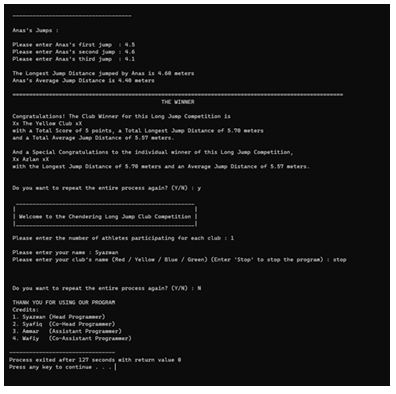 Anas's Jumps :
Please enter Anas's first jump : 4.5
Please enter Anas's second jump : 4.6
Please enter Anas's third jump : 4.1
The Longest Jump Distance jumped by Anas is 4.60 meters
Anas's Average Jump Distance is 4.40 meters
THE WINNER
Congratulations! The Club Winner for this Long Jump Competition is
Xx The Yellow Club xX
with a Total Score of 5 points, a Total Longest Jump Distance of 5.70 meters
and a Total Average Jump Distance of 5.57 meters.
And a Special Congratulations to the individual winner of this Long Jump Competition,
Xx Azlan xX
with the Longest Jump Distance of 5.70 meters and an Average Jump Distance of 5.57 meters.
Do you want to repeat the entire process again? (Y/N) : y
| Welcome to the Chendering Long Jump Club Competition |
Please enter the number of athletes participating for each club : 1
Please enter your name : Syazwan
Please enter your club's name (Red / Yellow / Blue / Green) (Enter 'Stop' to stop the program) : stop
Do you want to repeat the entire process again? (Y/N) : N
THANK YOU FOR USING OUR PROGRAM
Credits:
1. Syazwan (Head Programmer)
2. Syafiq (Co-Head Programmer)
3. Ammar (Assistant Programmer)
4. Wafiy (Co-Assistant Programmer)
Process exited after 127 seconds with return value 0
Press any key to continue . . .